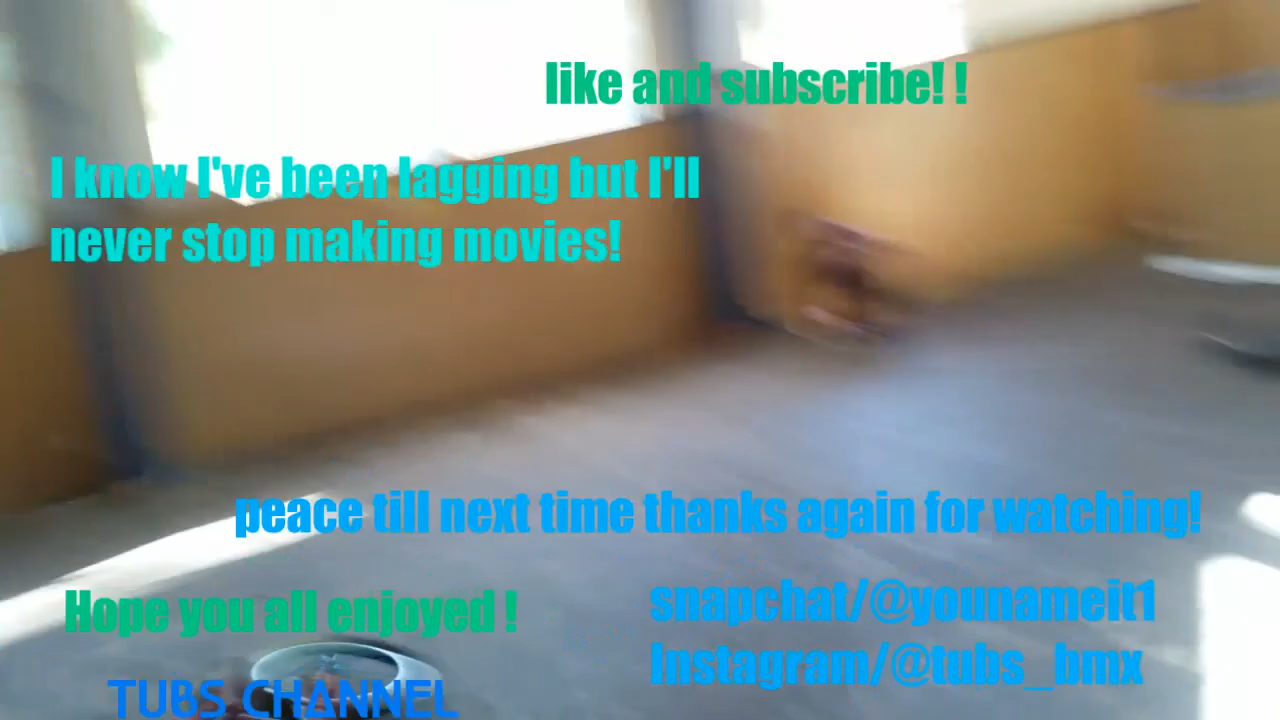 like and subscribe! !
I know I've been lagging but I'll
never stop making movies!
peace till next time thanks again for watching!
Hope you all enjoyed !
snapchat/@younameit1
Instagram/@tubs_bmx
TUBS CHANNEL